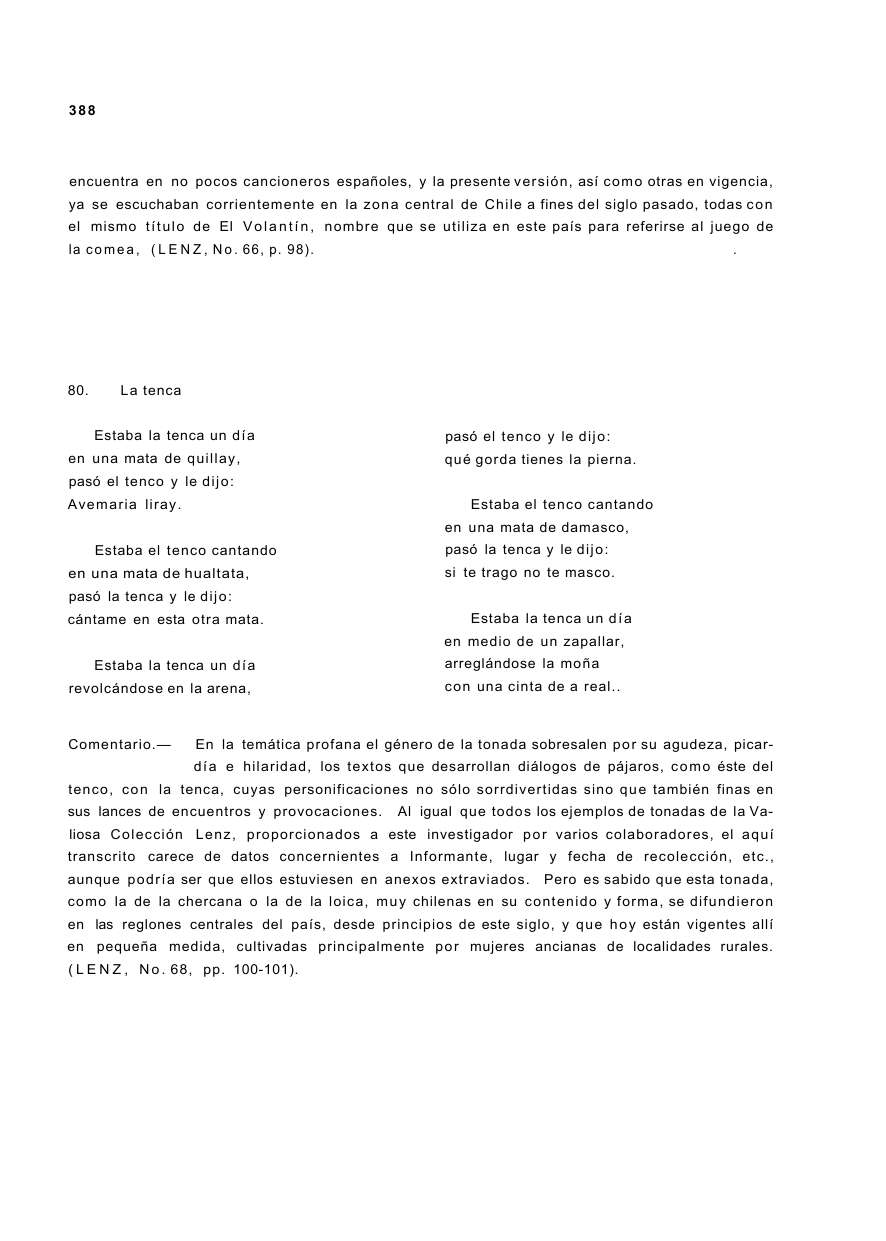 388
encuentra en no pocos cancioneros españoles, y la presente versión, así como otras en vigencia,
ya se escuchaban corrientemente en la zona central de Chile a fines del siglo pasado, todas con
el mismo título de El Volantín, nombre que se utiliza en este país para referirse al juego de
la comea, (LENZ, No. 66, p. 98). .
80. La tenca
Estaba la tenca un día
en una mata de quillay,
pasó el tenco y le dijo:
Avemaria liray.
Estaba el tenco cantando
en una mata de hualtata,
pasó la tenca y le dijo:
cántame en esta otra mata.
Estaba la tenca un día
revolcándose en la arena,
pasó el tenco y le dijo:
qué gorda tienes la pierna.
Estaba el tenco cantando
en una mata de damasco,
pasó la tenca y le dijo:
si te trago no te masco.
Estaba la tenca un día
en medio de un zapallar,
arreglándose la moña
con una cinta de a real..
Comentario.— En la temática profana el género de la tonada sobresalen por su agudeza, picar-
día e hilaridad, los textos que desarrollan diálogos de pájaros, como éste del
tenco, con la tenca, cuyas personificaciones no sólo sorrdivertidas sino que también finas en
sus lances de encuentros y provocaciones. Al igual que todos los ejemplos de tonadas de la Va-
liosa Colección Lenz, proporcionados a este investigador por varios colaboradores, el aquí
transcrito carece de datos concernientes a Informante, lugar y fecha de recolección, etc.,
aunque podría ser que ellos estuviesen en anexos extraviados. Pero es sabido que esta tonada,
como la de la chercana o la de la loica, muy chilenas en su contenido y forma, se difundieron
en las reglones centrales del país, desde principios de este siglo, y que hoy están vigentes allí
en pequeña medida, cultivadas principalmente por mujeres ancianas de localidades rurales.
(LENZ, No. 68, pp. 100-101).